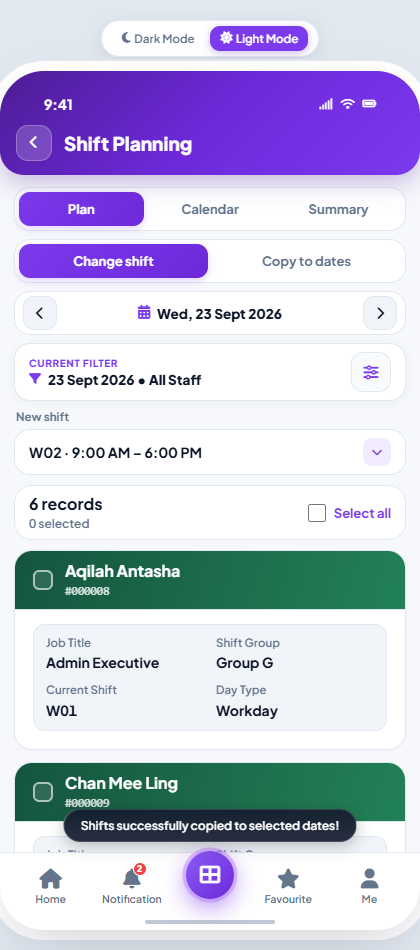 Dark Mode
Light Mode
9:41
Shift Planning
Plan
Calendar
Summary
Change shift
Copy to dates
Wed, 23 Sept 2026
CURRENT FILTER
23 Sept 2026 ● All Staff
New shift
W02 · 9:00 AM – 6:00 PM
6 records
0 selected
Select all
Aqilah Antasha
#000008
Job Title
Shift Group
Admin Executive
Group G
Current Shift
Day Type
W01
Workday
Chan Mee Ling
#000009
Shifts successfully copied to selected dates!
2
Home
Notification
Favourite
Me